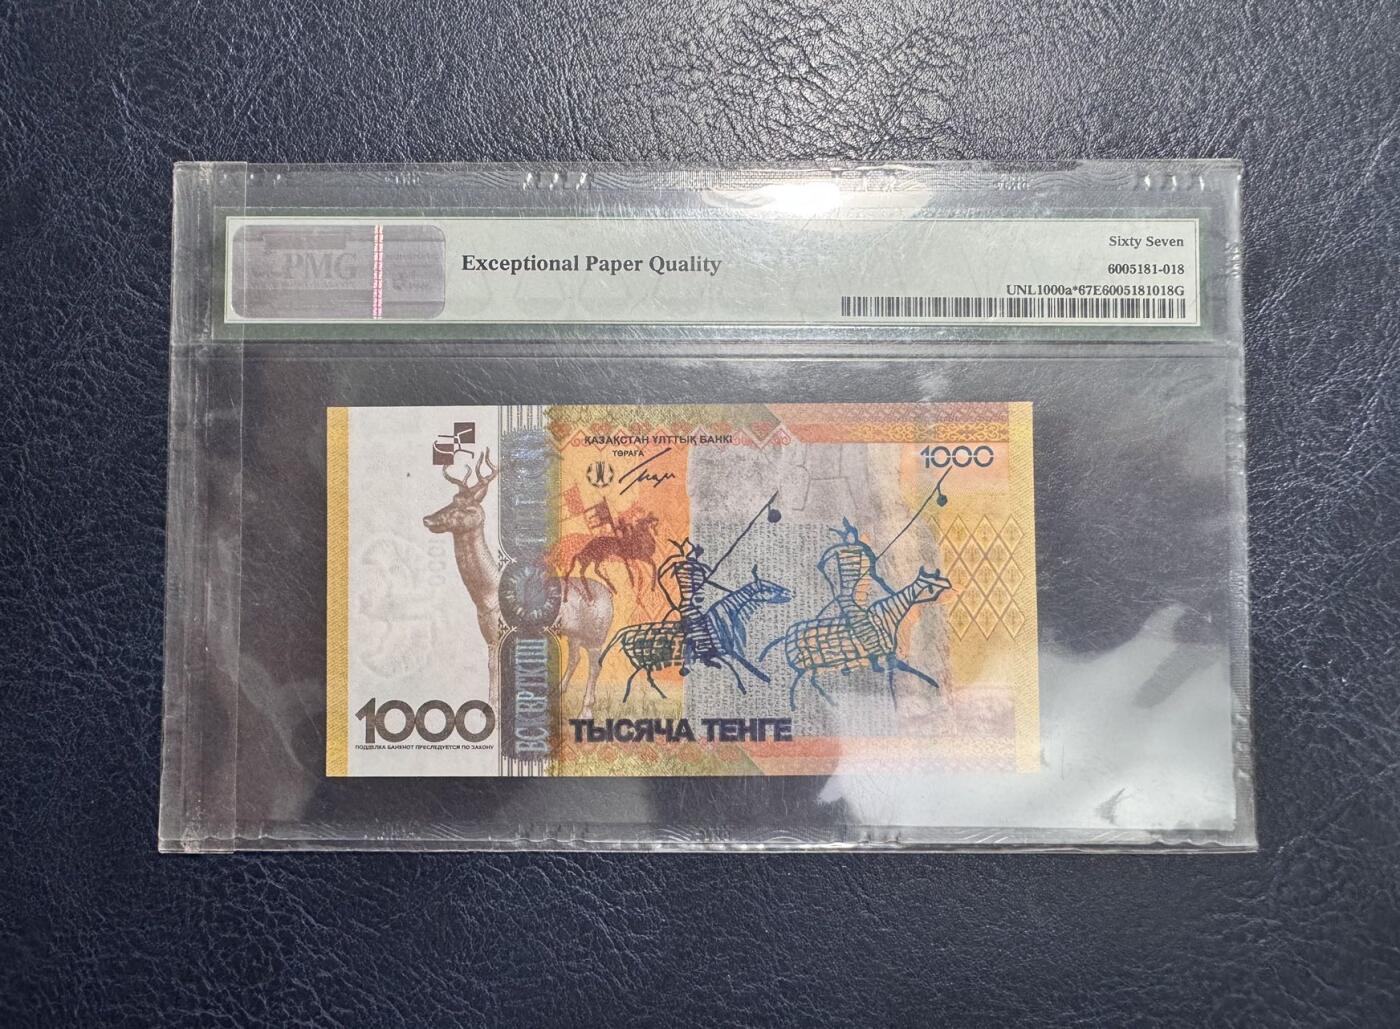 PMG
Exceptional Paper Quality
Sixty Seven
6005181-018
UNL1000a*67E6005181018G
ҚАЗАҚСТАН ҰЛТТЫҚ БАНКІ
ТӨРАҒА
1000
1000
ПОДДЕЛКА БАНКНОТ ПРЕСЛЕДУЕТСЯ ПО ЗАКОНУ
ТЫСЯЧА ТЕНГЕ